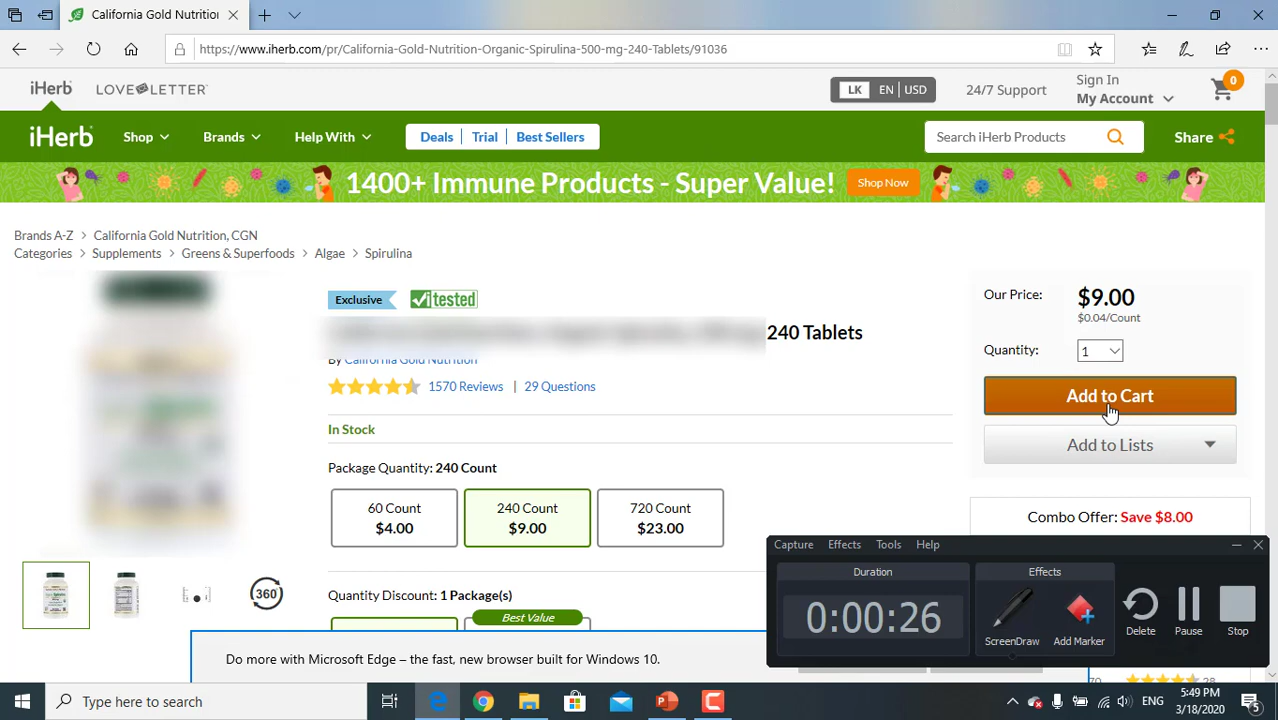 California Gold Nutrition
https://www.iherb.com/pr/California-Gold-Nutrition-Organic-Spirulina-500-mg-240-Tablets/91036
iHerb LOVE LETTER
LK EN | USD
24/7 Support
Sign In
My Account
0
iHerb
Shop
Brands
Help With
Deals | Trial | Best Sellers
Search iHerb Products
Share
1400+ Immune Products - Super Value!
Shop Now
Brands A-Z > California Gold Nutrition, CGN
Categories > Supplements > Greens & Superfoods > Algae > Spirulina
Exclusive
itested
240 Tablets
By California Gold Nutrition
1570 Reviews | 29 Questions
In Stock
Package Quantity: 240 Count
60 Count
$4.00
240 Count
$9.00
720 Count
$23.00
Quantity Discount: 1 Package(s)
Best Value
360°
Our Price: $9.00
$0.04/Count
Quantity: 1
Add to Cart
Add to Lists
Combo Offer: Save $8.00
Capture Effects Tools Help
Duration
0:00:26
Effects
ScreenDraw
Add Marker
Delete
Pause
Stop
Do more with Microsoft Edge – the fast, new browser built for Windows 10.
28
Type here to search
ENG
5:49 PM
3/18/2020
5